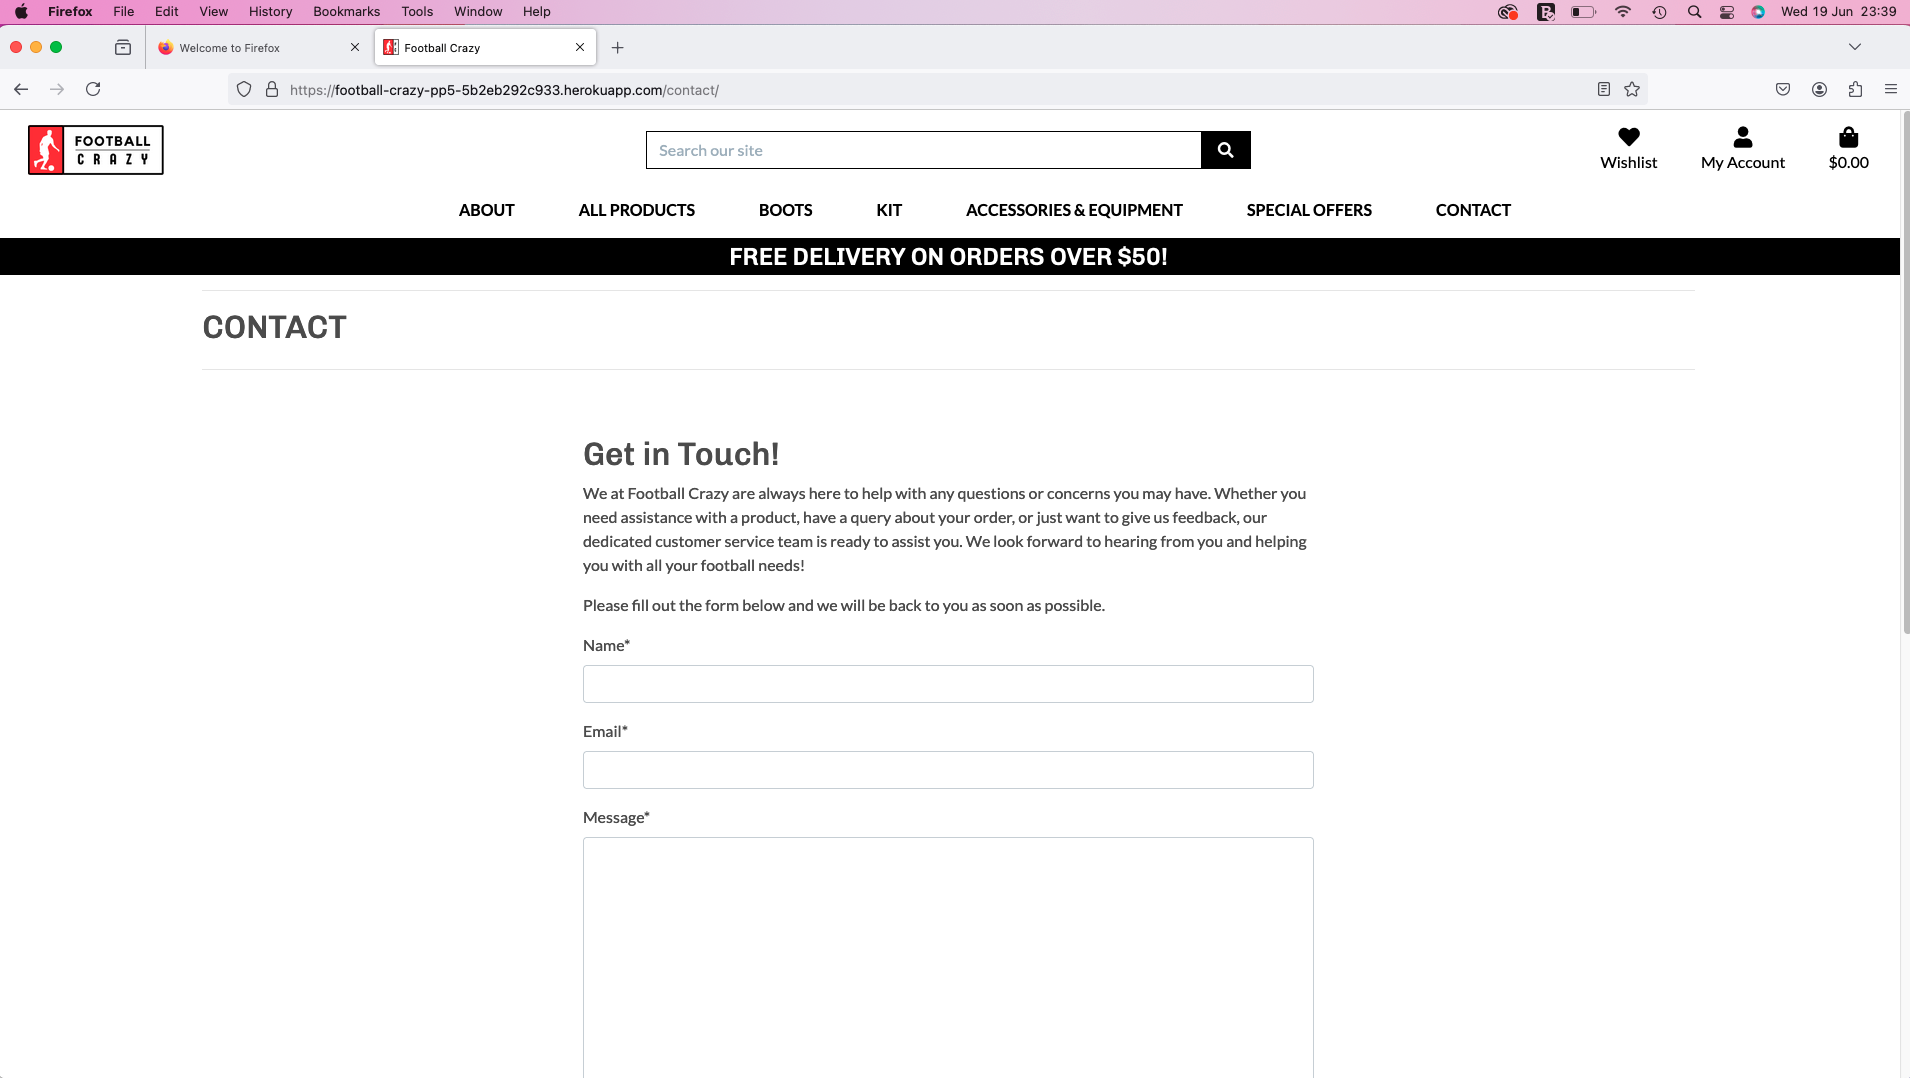 Firefox File Edit View History Bookmarks Tools Window Help
Wed 19 Jun 23:39
Welcome to Firefox
Football Crazy
https://football-crazy-pp5-5b2eb292c933.herokuapp.com/contact/
FOOTBALL
CRAZY
Search our site
Wishlist
My Account
$0.00
ABOUT ALL PRODUCTS BOOTS KIT ACCESSORIES & EQUIPMENT SPECIAL OFFERS CONTACT
FREE DELIVERY ON ORDERS OVER $50!
CONTACT
Get in Touch!
We at Football Crazy are always here to help with any questions or concerns you may have. Whether you
need assistance with a product, have a query about your order, or just want to give us feedback, our
dedicated customer service team is ready to assist you. We look forward to hearing from you and helping
you with all your football needs!
Please fill out the form below and we will be back to you as soon as possible.
Name*
Email*
Message*